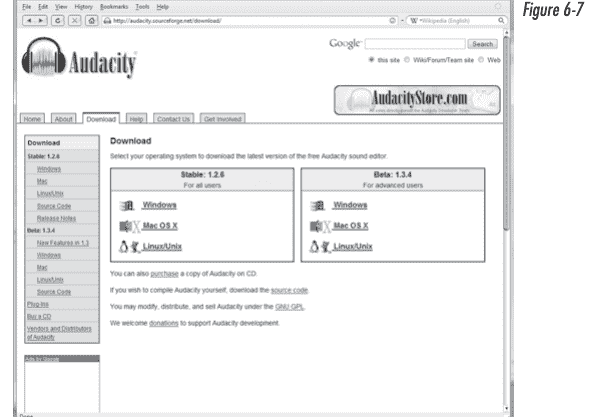 Figure 6-7
File Edit View History Bookmarks Tools Help
http://audacity.sourceforge.net/download/
Wikipedia (English)
Audacity
Google Search
this site Wiki/Forum/Team site Web
AudacityStore.com
Home About Download Help Contact Us Get Involved
Download
Stable: 1.2.6
Windows
Mac
Linux/Unix
Source Code
Release Notes
Beta: 1.3.4
New Features in 1.3
Windows
Mac
Linux/Unix
Source Code
Plug-Ins
Buy a CD
Vendors and Distributors
of Audacity
Ads by Google
Download
Select your operating system to download the latest version of the free Audacity sound editor.
Stable: 1.2.6
For all users
Windows
Mac OS X
Linux/Unix
Beta: 1.3.4
For advanced users
Windows
Mac OS X
Linux/Unix
You can also purchase a copy of Audacity on CD.
If you wish to compile Audacity yourself, download the source code.
You may modify, distribute, and sell Audacity under the GNU GPL.
We welcome donations to support Audacity development.
Done